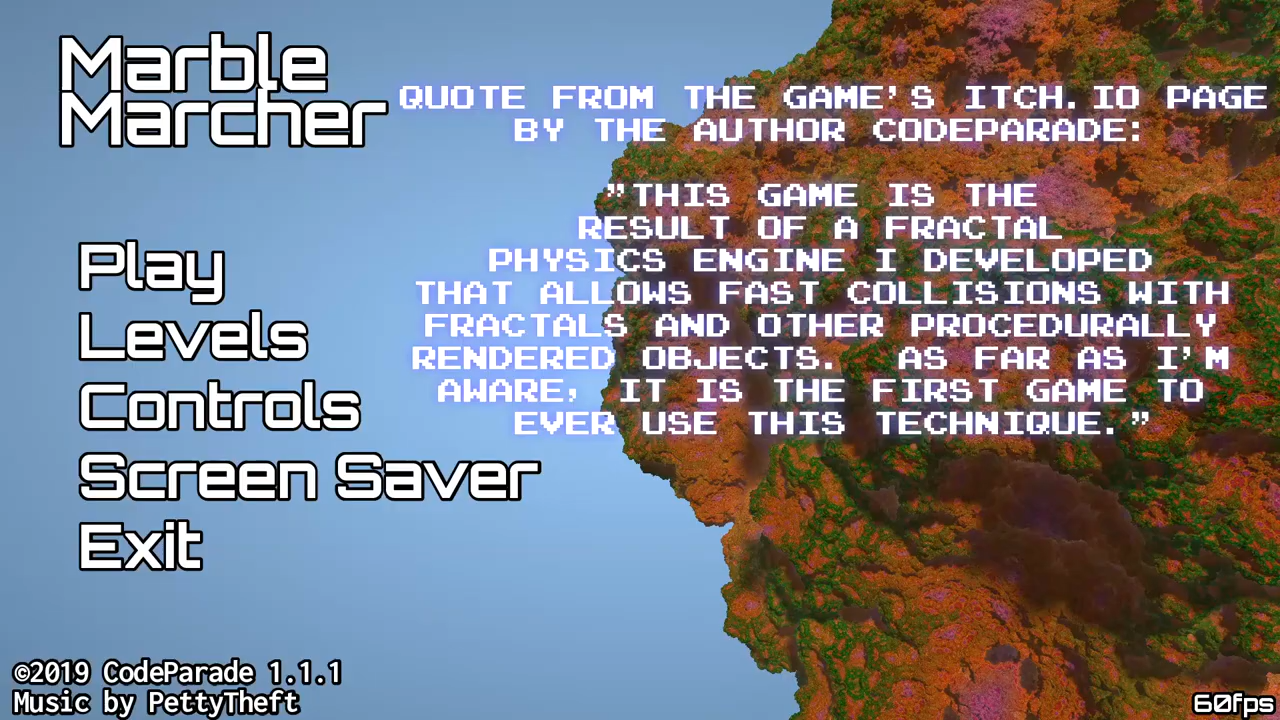 Marble
Marcher
QUOTE FROM THE GAME'S ITCH.IO PAGE
BY THE AUTHOR CODEPARADE:
"THIS GAME IS THE
RESULT OF A FRACTAL
PHYSICS ENGINE I DEVELOPED
THAT ALLOWS FAST COLLISIONS WITH
FRACTALS AND OTHER PROCEDURALLY
RENDERED OBJECTS. AS FAR AS I'M
AWARE, IT IS THE FIRST GAME TO
EVER USE THIS TECHNIQUE."
Play
Levels
Controls
Screen Saver
Exit
©2019 CodeParade 1.1.1
Music by PettyTheft
60fps